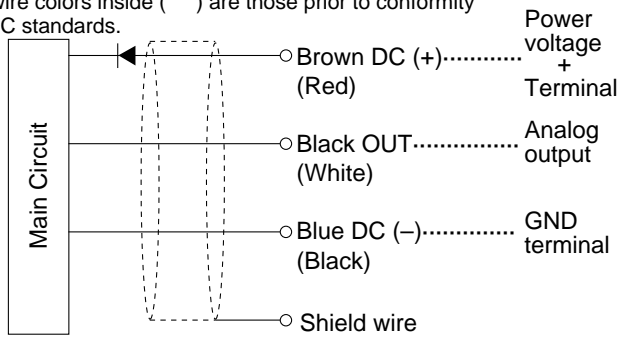 wire colors inside ( ) are those prior to conformity
C standards.
Power
voltage
+
Terminal
Brown DC (+)
(Red)
Black OUT
(White)
Analog
output
Blue DC (–)
(Black)
GND
terminal
Shield wire
Main Circuit